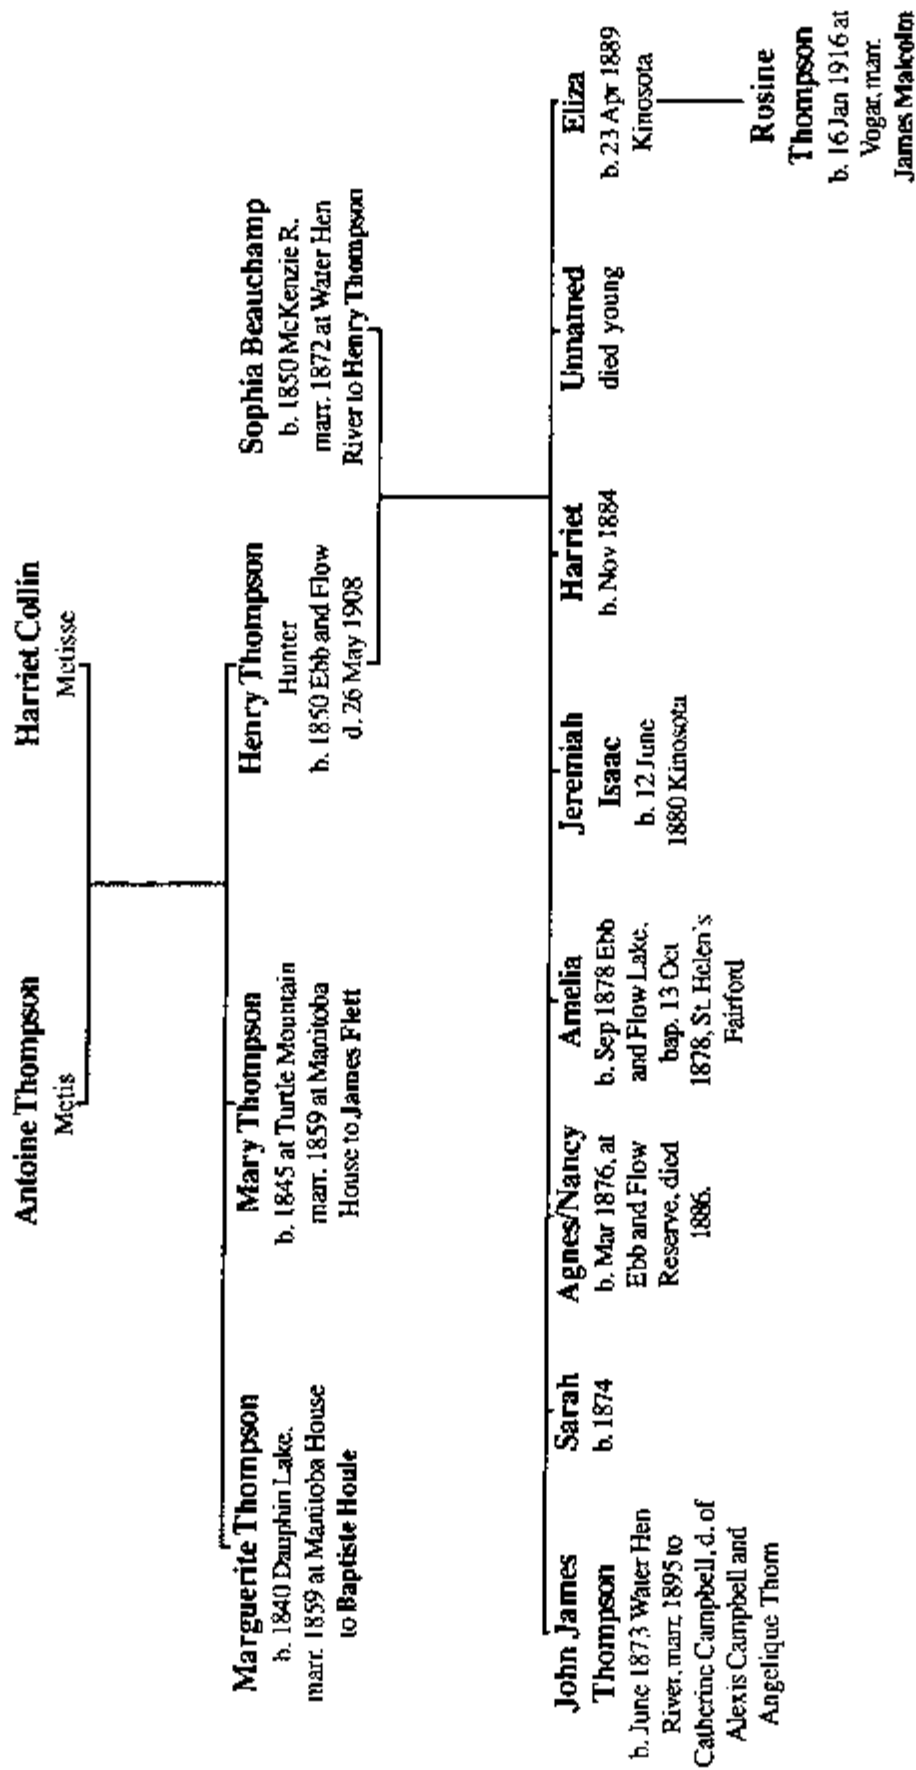 Antoine Thompson
Metis
Harriet Collin
Metisse
Marguerite Thompson
b. 1840 Dauphin Lake.
marr. 1859 at Manitoba House
to Baptiste Houle
Mary Thompson
b. 1845 at Turtle Mountain
marr. 1859 at Manitoba
House to James Flett
Henry Thompson
Hunter
b. 1850 Ebb and Flow
d. 26 May 1908
Sophia Beauchamp
b. 1850 McKenzie R.
marr. 1872 at Water Hen
River to Henry Thompson
John James
Thompson
b. June 1873 Water Hen
River, marr. 1895 to
Catherine Campbell, d. of
Alexis Campbell and
Angelique Thom
Sarah
b. 1874
Agnes/Nancy
b. Mar 1876, at
Ebb and Flow
Reserve, died
1886.
Amelia
b. Sep 1878 Ebb
and Flow Lake,
bap. 13 Oct
1878, St. Helen's
Fairford
Jeremiah
Isaac
b. 12 June
1880 Kinosota
Harriet
b. Nov 1884
Unnamed
died young
Eliza
b. 23 Apr 1889
Kinosota
Rosine
Thompson
b. 16 Jan 1916 at
Vogar, marr.
James Malcolm